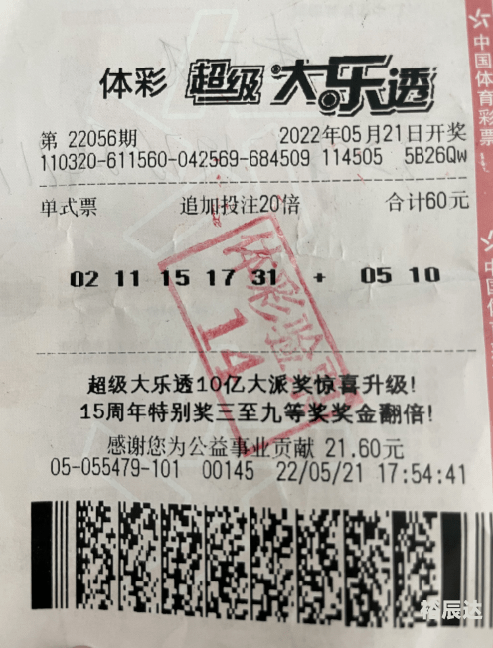 体彩 超级大乐透
第 22056期 2022年05月21日开奖
110320-611560-042569-684509 114505 5B26QW
单式票 追加投注20倍 合计60元
02 11 15 17 31 + 05 10
体彩
14
超级大乐透10亿大派奖惊喜升级!
15周年特别奖三至九等奖奖金翻倍!
感谢您为公益事业贡献 21.60元
05-055479-101 00145 22/05/21 17:54:41
中国体育彩票
中国体